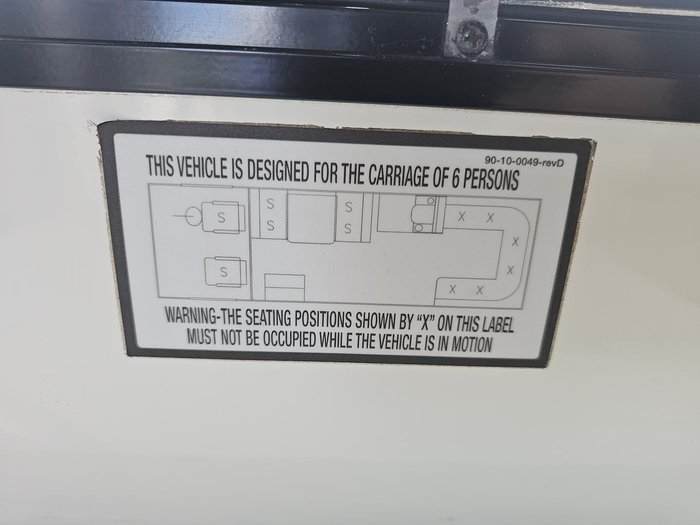 90-10-0049-revD
THIS VEHICLE IS DESIGNED FOR THE CARRIAGE OF 6 PERSONS
S S S X X
S S S X
S X
X X
WARNING-THE SEATING POSITIONS SHOWN BY “X” ON THIS LABEL
MUST NOT BE OCCUPIED WHILE THE VEHICLE IS IN MOTION